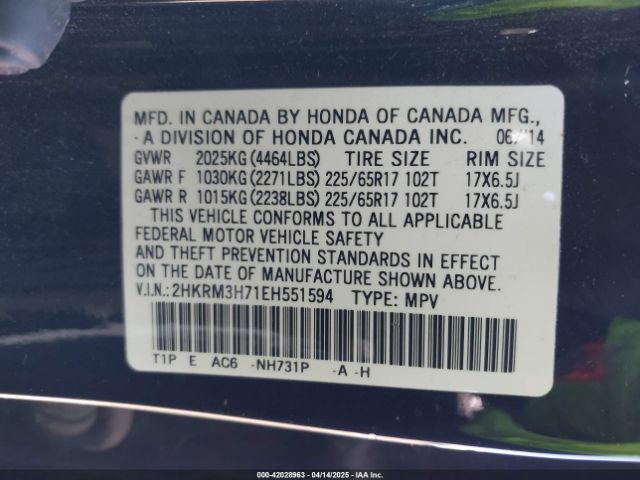 MFD. IN CANADA BY HONDA OF CANADA MFG.,
A DIVISION OF HONDA CANADA INC. 06/14
GVWR 2025KG(4464LBS) TIRE SIZE RIM SIZE
GAWR F 1030KG(2271LBS) 225/65R17 102T 17X6.5J
GAWR R 1015KG(2238LBS) 225/65R17 102T 17X6.5J
THIS VEHICLE CONFORMS TO ALL APPLICABLE
FEDERAL MOTOR VEHICLE SAFETY
AND THEFT PREVENTION STANDARDS IN EFFECT
ON THE DATE OF MANUFACTURE SHOWN ABOVE.
V.I.N.:2HKRM3H71EH551594 TYPE: MPV
T1P E AC6 -NH731P -A -H
000-42028963 - 04/14/2025 - IAA Inc.